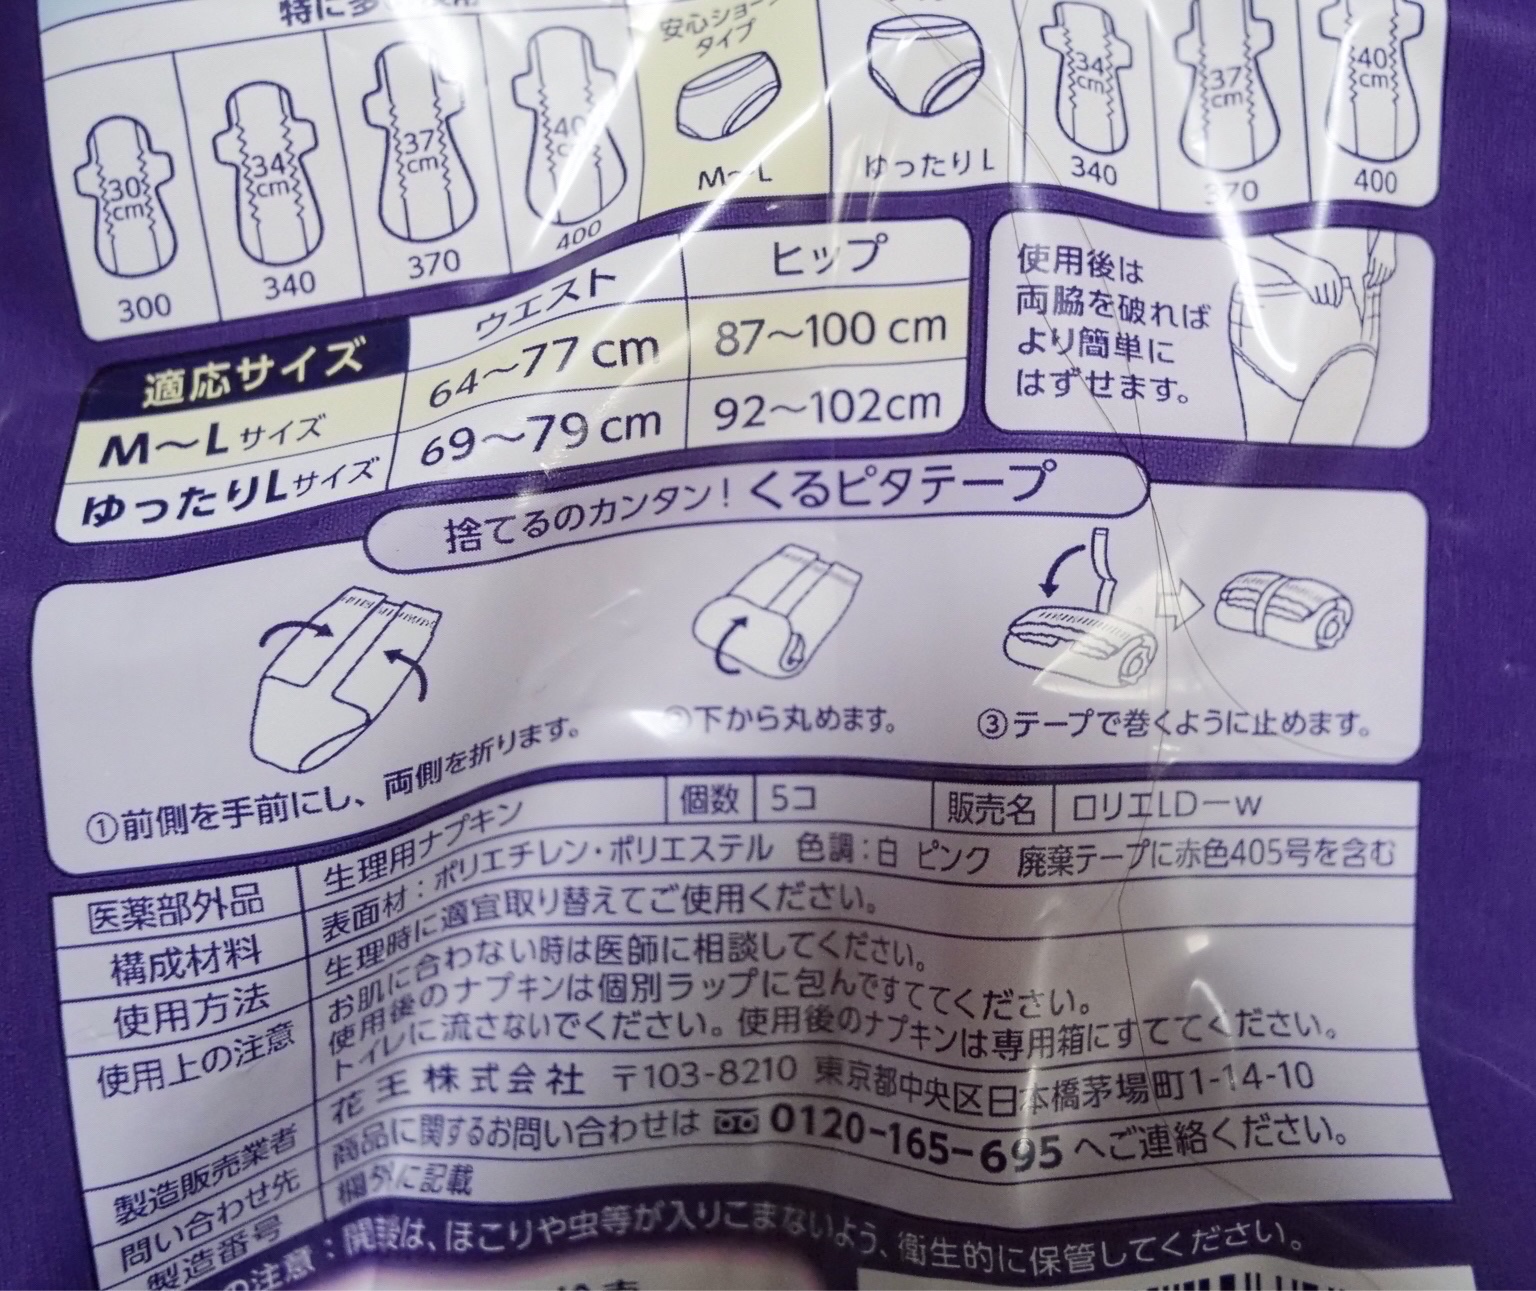 特に多
30
cm
300
34
cm
340
37
cm
370
40
400
安心ショーツ
タイプ
M〜L
ゆったりL
34
cm
340
37
cm
370
40
cm
400
適応サイズ
ウエスト
ヒップ
M〜Lサイズ
64〜77 cm
87〜100 cm
ゆったりLサイズ
69〜79 cm
92〜102cm
使用後は
両脇を破れば
より簡単に
はずせます。
捨てるのカンタン！くるピタテープ
①前側を手前にし、両側を折ります。
下から丸めます。
③テープで巻くように止めます。
医薬部外品 生理用ナプキン 個数 5コ 販売名 ロリエLDーw
構成材料 表面材：ポリエチレン・ポリエステル 色調：白 ピンク 廃棄テープに赤色405号を含む
使用方法 生理時に適宜取り替えてご使用ください。
使用上の注意 お肌に合わない時は医師に相談してください。
使用後のナプキンは個別ラップに包んですててください。
トイレに流さないでください。使用後のナプキンは専用箱にすててください。
製造販売業者 花王株式会社 〒103-8210 東京都中央区日本橋茅場町1-14-10
問い合わせ先 商品に関するお問い合わせは 0120-165-695 へご連絡ください。
製造番号 欄外に記載
の注意：開封後は、ほこりや虫等が入りこまないよう、衛生的に保管してください。